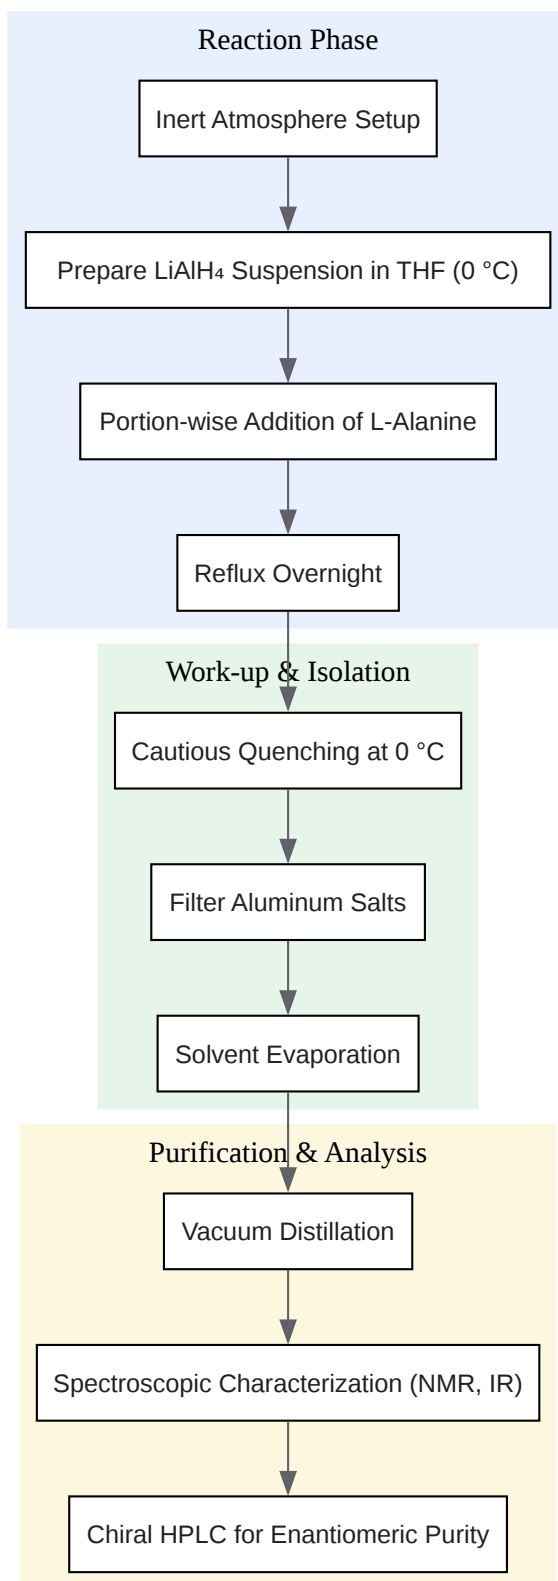 Reaction Phase
Inert Atmosphere Setup
Prepare LiAlH₄ Suspension in THF (0 °C)
Portion-wise Addition of L-Alanine
Reflux Overnight
Work-up & Isolation
Cautious Quenching at 0 °C
Filter Aluminum Salts
Solvent Evaporation
Purification & Analysis
Vacuum Distillation
Spectroscopic Characterization (NMR, IR)
Chiral HPLC for Enantiomeric Purity